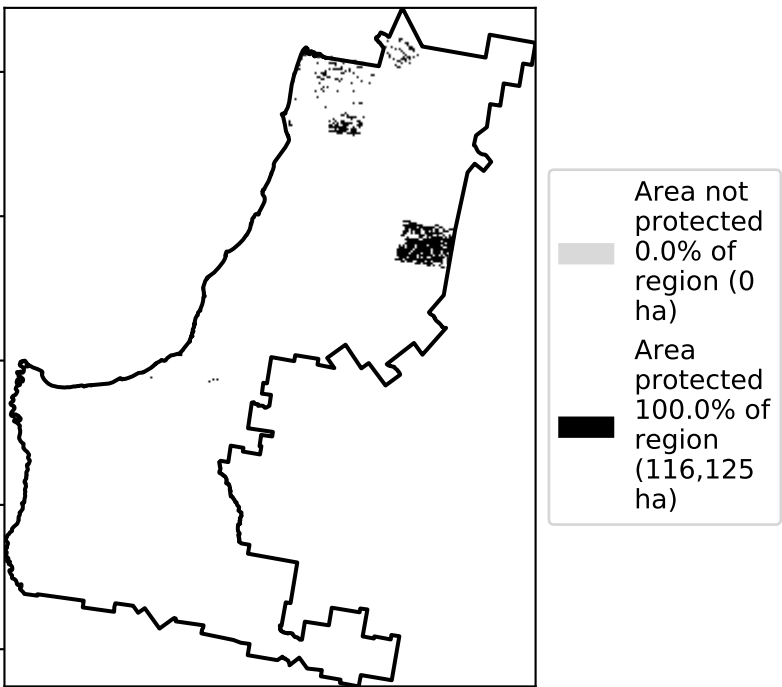 Area not
protected
0.0% of
region (0
ha)
Area
protected
100.0% of
region
(116,125
ha)